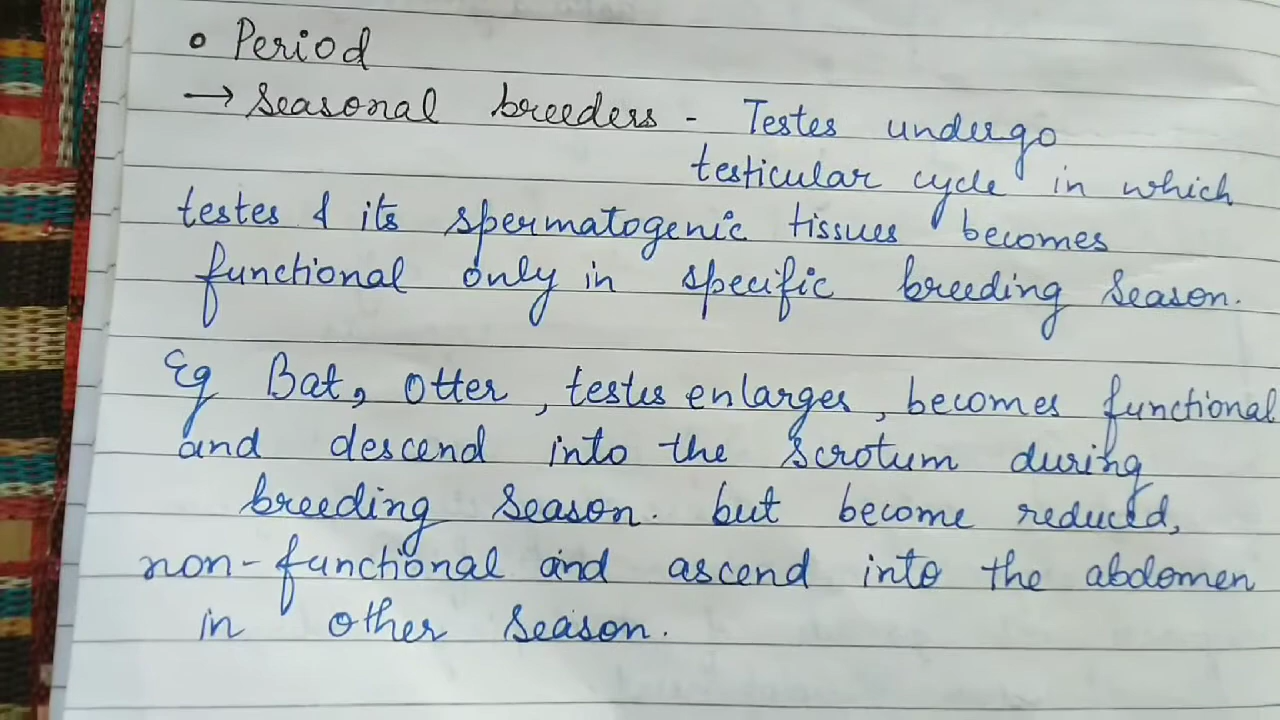 • Period
→ Seasonal breeders - Testes undergo
testicular cycle in which
testes & its spermatogenic tissues becomes
functional only in specific breeding season.
Eg Bat, Otter, testes enlarges, becomes functional
and descend into the scrotum during
breeding season. but become reduced,
non-functional and ascend into the abdomen
in other season.